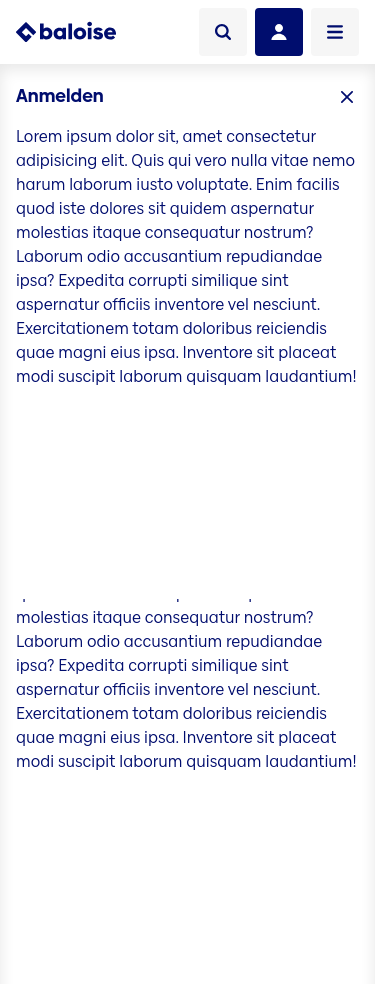 baloise
Anmelden
Lorem ipsum dolor sit, amet consectetur
adipisicing elit. Quis qui vero nulla vitae nemo
harum laborum iusto voluptate. Enim facilis
quod iste dolores sit quidem aspernatur
molestias itaque consequatur nostrum?
Laborum odio accusantium repudiandae
ipsa? Expedita corrupti similique sint
aspernatur officiis inventore vel nesciunt.
Exercitationem totam doloribus reiciendis
quae magni eius ipsa. Inventore sit placeat
modi suscipit laborum quisquam laudantium!
molestias itaque consequatur nostrum?
Laborum odio accusantium repudiandae
ipsa? Expedita corrupti similique sint
aspernatur officiis inventore vel nesciunt.
Exercitationem totam doloribus reiciendis
quae magni eius ipsa. Inventore sit placeat
modi suscipit laborum quisquam laudantium!